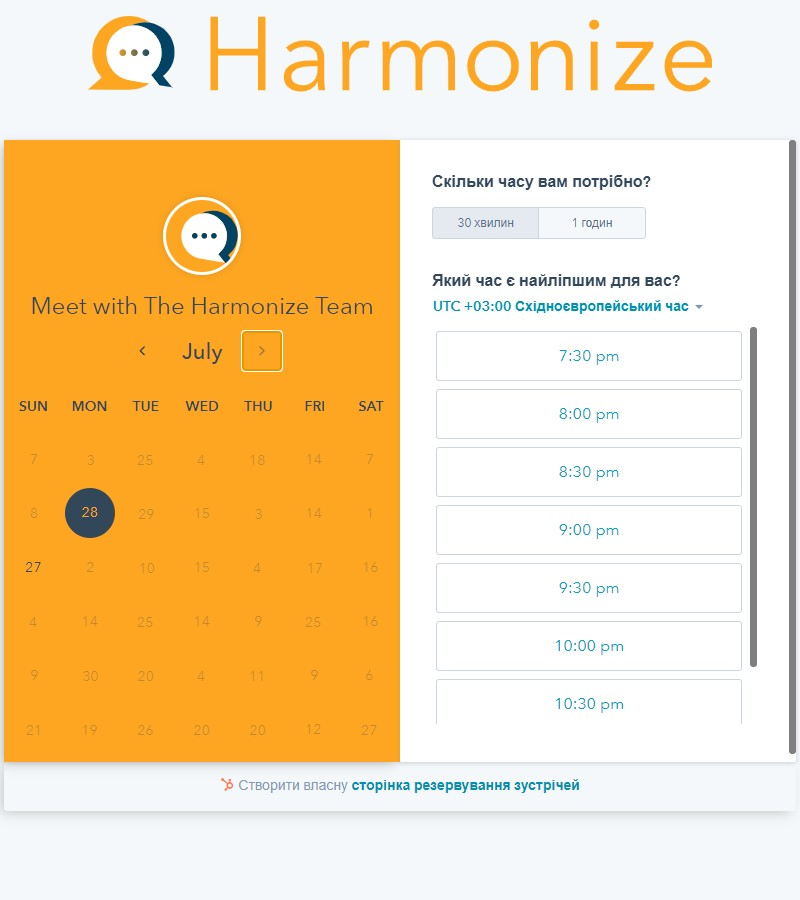 Harmonize
Meet with The Harmonize Team
July
SUN MON TUE WED THU FRI SAT
7 3 25 4 18 14 7
8 28 29 15 3 14 1
27 2 10 15 4 17 16
4 14 25 14 9 25 16
9 30 20 4 11 9 6
21 19 26 20 20 12 27
Скільки часу вам потрібно?
30 хвилин 1 годин
Який час є найліпшим для вас?
UTC +03:00 Східноєвропейський час
7:30 pm
8:00 pm
8:30 pm
9:00 pm
9:30 pm
10:00 pm
10:30 pm
Створити власну сторінка резервування зустрічей